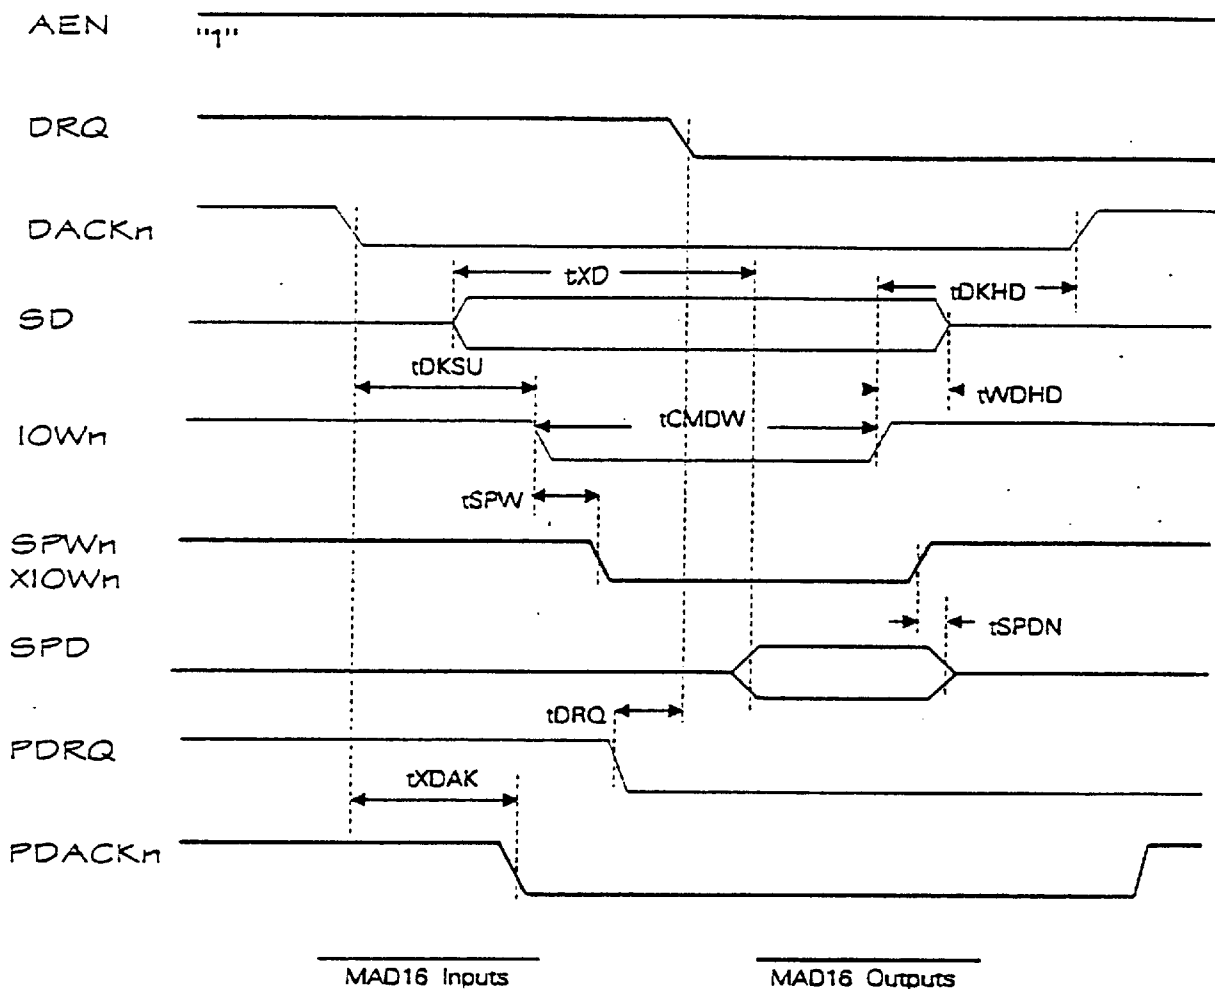 AEN
"1"
DRQ
DACKn
tXD
tDKHD
SD
tDKSU
tWDHD
IOWn
tCMDW
tSPW
SPWn
XIOWn
tSPDN
SPD
tDRQ
PDRQ
tXDAK
PDACKn
MAD16 Inputs
MAD16 Outputs